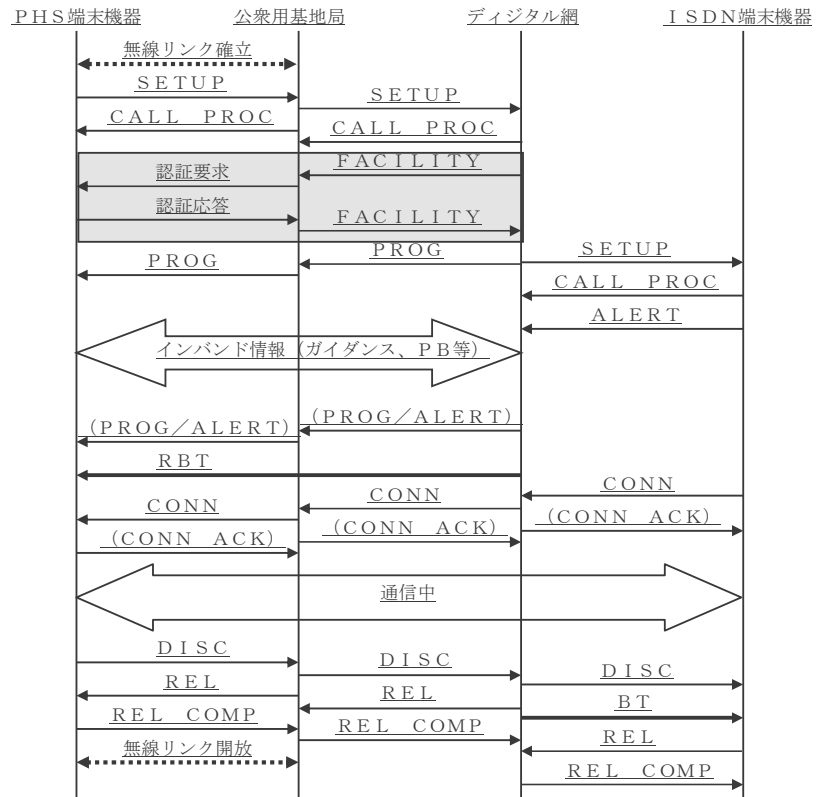 ＰＨＳ端末機器　公衆用基地局　ディジタル網　ＩＳＤＮ端末機器
無線リンク確立
ＳＥＴＵＰ
ＳＥＴＵＰ
ＣＡＬＬ　ＰＲＯＣ
ＣＡＬＬ　ＰＲＯＣ
ＦＡＣＩＬＩＴＹ
認証要求
認証応答
ＦＡＣＩＬＩＴＹ
ＰＲＯＧ
ＰＲＯＧ
ＳＥＴＵＰ
ＣＡＬＬ　ＰＲＯＣ
ＡＬＥＲＴ
インバンド情報（ガイダンス、ＰＢ等）
（ＰＲＯＧ／ＡＬＥＲＴ）
（ＰＲＯＧ／ＡＬＥＲＴ）
ＲＢＴ
ＣＯＮＮ
ＣＯＮＮ
ＣＯＮＮ
（ＣＯＮＮ　ＡＣＫ）
（ＣＯＮＮ　ＡＣＫ）
（ＣＯＮＮ　ＡＣＫ）
通信中
ＤＩＳＣ
ＤＩＳＣ
ＤＩＳＣ
ＲＥＬ
ＲＥＬ
ＢＴ
ＲＥＬ　ＣＯＭＰ
ＲＥＬ　ＣＯＭＰ
ＲＥＬ
無線リンク開放
ＲＥＬ　ＣＯＭＰ